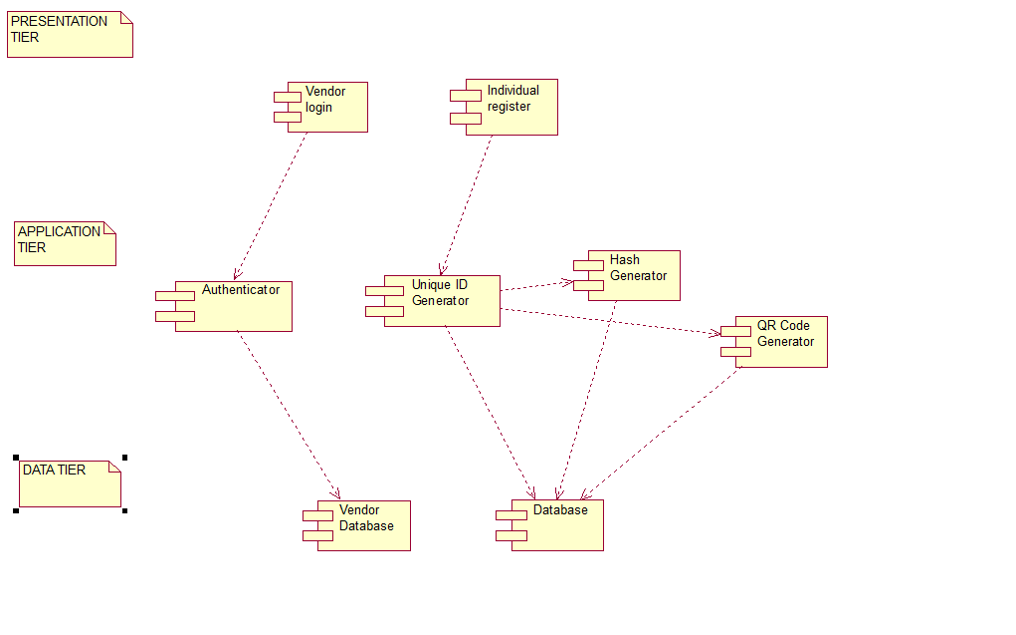 PRESENTATION
TIER
Vendor
login
Individual
register
APPLICATION
TIER
Authenticator
Unique ID
Generator
Hash
Generator
QR Code
Generator
DATA TIER
Vendor
Database
Database